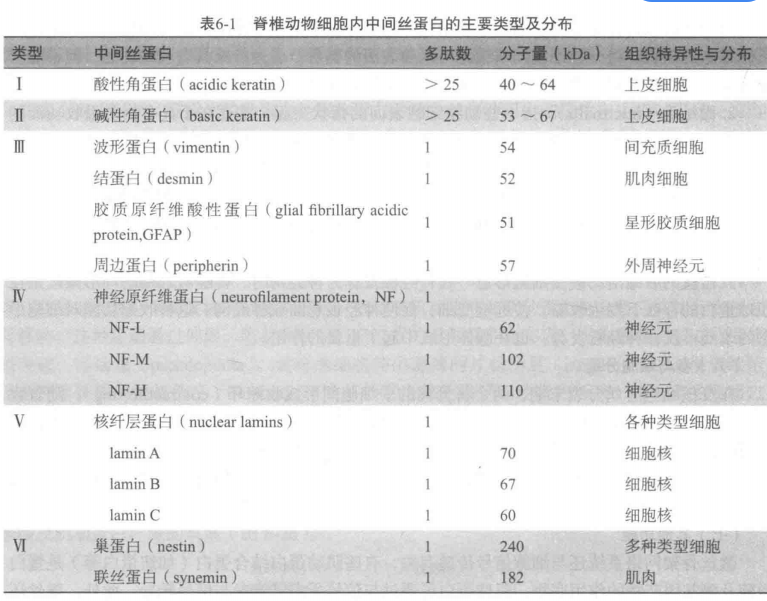 表6-1 脊椎动物细胞内中间丝蛋白的主要类型及分布
类型 中间丝蛋白 多肽数 分子量（kDa） 组织特异性与分布
Ⅰ 酸性角蛋白（acidic keratin） ＞25 40～64 上皮细胞
Ⅱ 碱性角蛋白（basic keratin） ＞25 53～67 上皮细胞
Ⅲ 波形蛋白（vimentin） 1 54 间充质细胞
结蛋白（desmin） 1 52 肌肉细胞
胶质原纤维酸性蛋白（glial fibrillary acidic
protein,GFAP） 1 51 星形胶质细胞
周边蛋白（peripherin） 1 57 外周神经元
Ⅳ 神经原纤维蛋白（neurofilament protein，NF） 1
NF-L 1 62 神经元
NF-M 1 102 神经元
NF-H 1 110 神经元
Ⅴ 核纤层蛋白（nuclear lamins） 1 各种类型细胞
lamin A 1 70 细胞核
lamin B 1 67 细胞核
lamin C 1 60 细胞核
Ⅵ 巢蛋白（nestin） 1 240 多种类型细胞
联丝蛋白（synemin） 1 182 肌肉